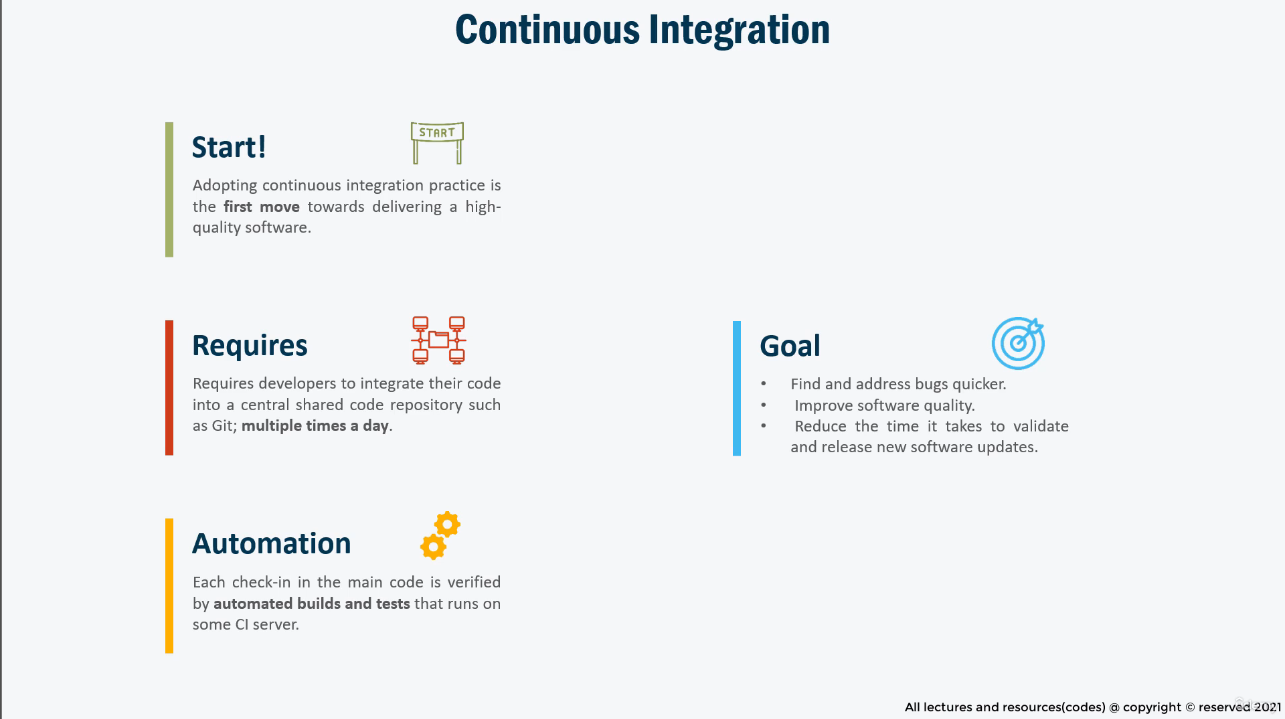 Continuous Integration
Start!
START
Adopting continuous integration practice is
the first move towards delivering a high-
quality software.
Requires
Requires developers to integrate their code
into a central shared code repository such
as Git; multiple times a day.
Automation
Each check-in in the main code is verified
by automated builds and tests that runs on
some CI server.
Goal
• Find and address bugs quicker.
• Improve software quality.
• Reduce the time it takes to validate
and release new software updates.
All lectures and resources(codes) @ copyright © reserved 2021